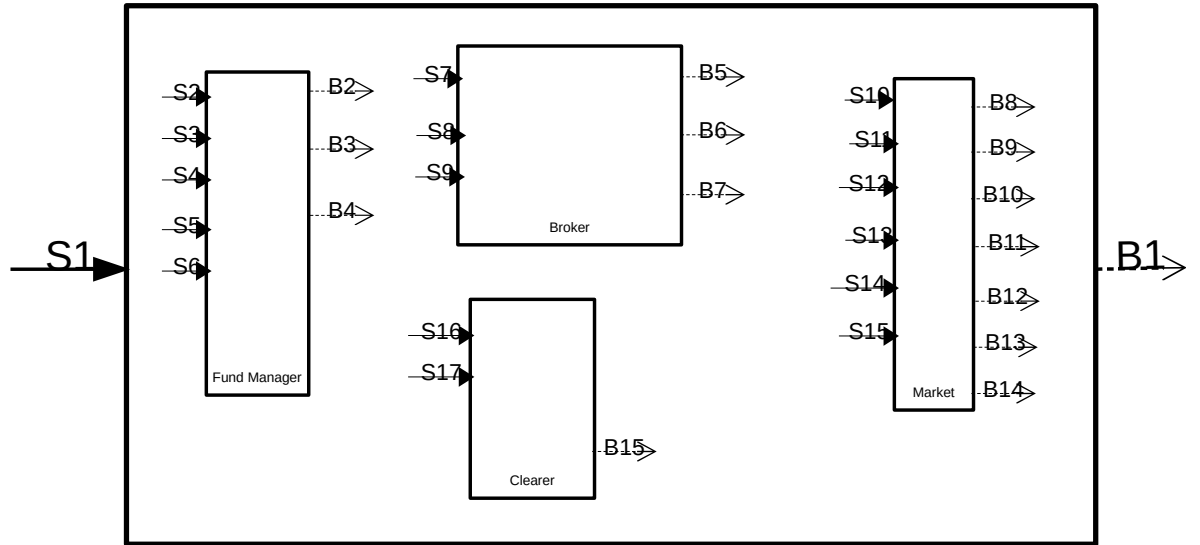 S1
S2
S3
S4
S5
S6
B2
B3
B4
Fund Manager
S7
S8
S9
B5
B6
B7
Broker
S16
S17
B15
Clearer
S10
S11
S12
S13
S14
S15
B8
B9
B10
B11
B12
B13
B14
Market
B1